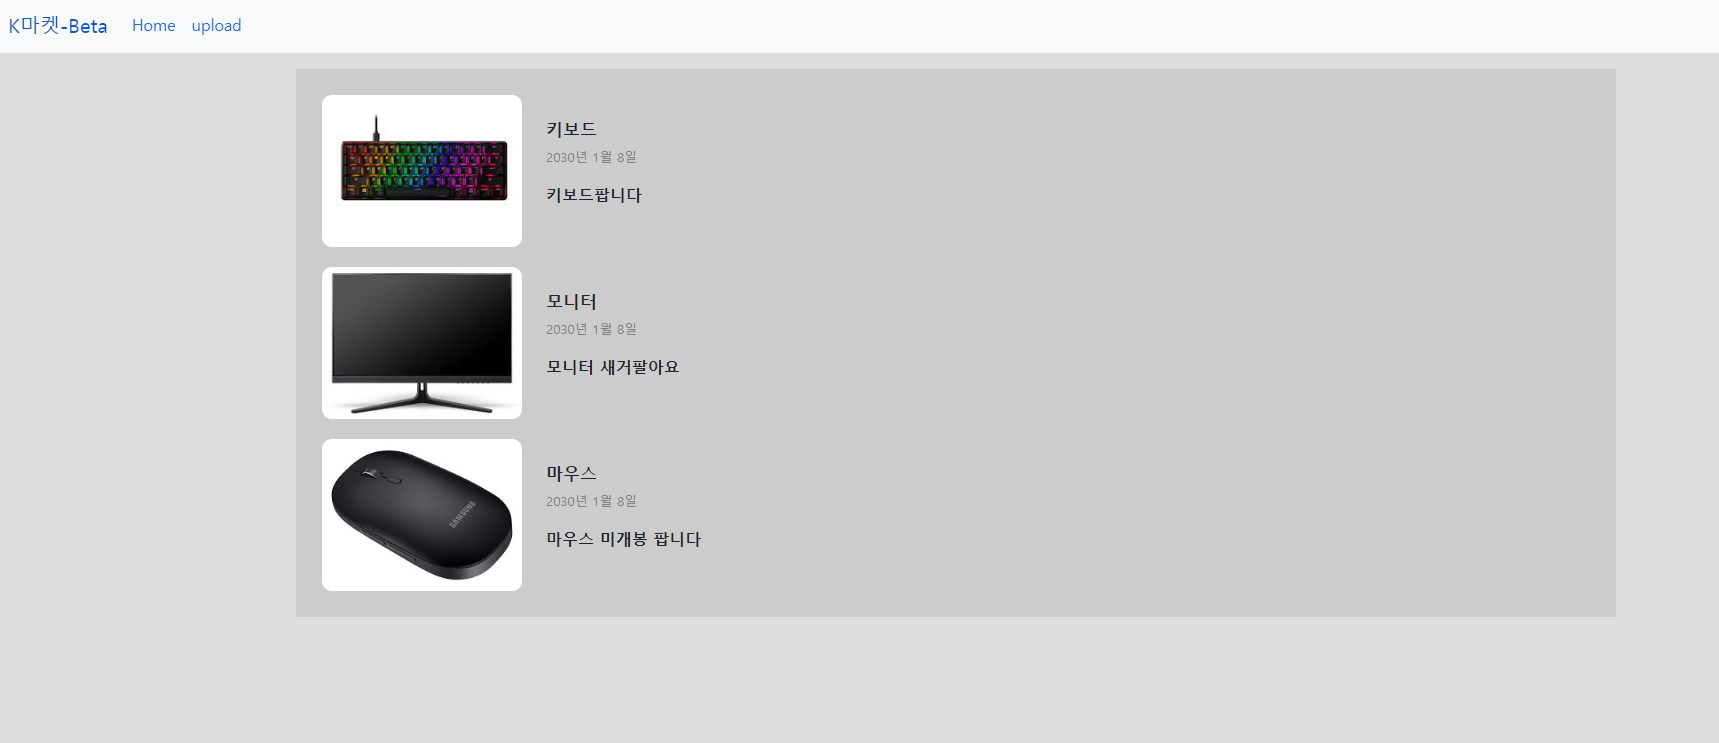 K마켓-Beta Home upload
키보드
2030년 1월 8일
키보드팝니다
모니터
2030년 1월 8일
모니터 새거팔아요
마우스
2030년 1월 8일
마우스 미개봉 팝니다
SAMSUNG